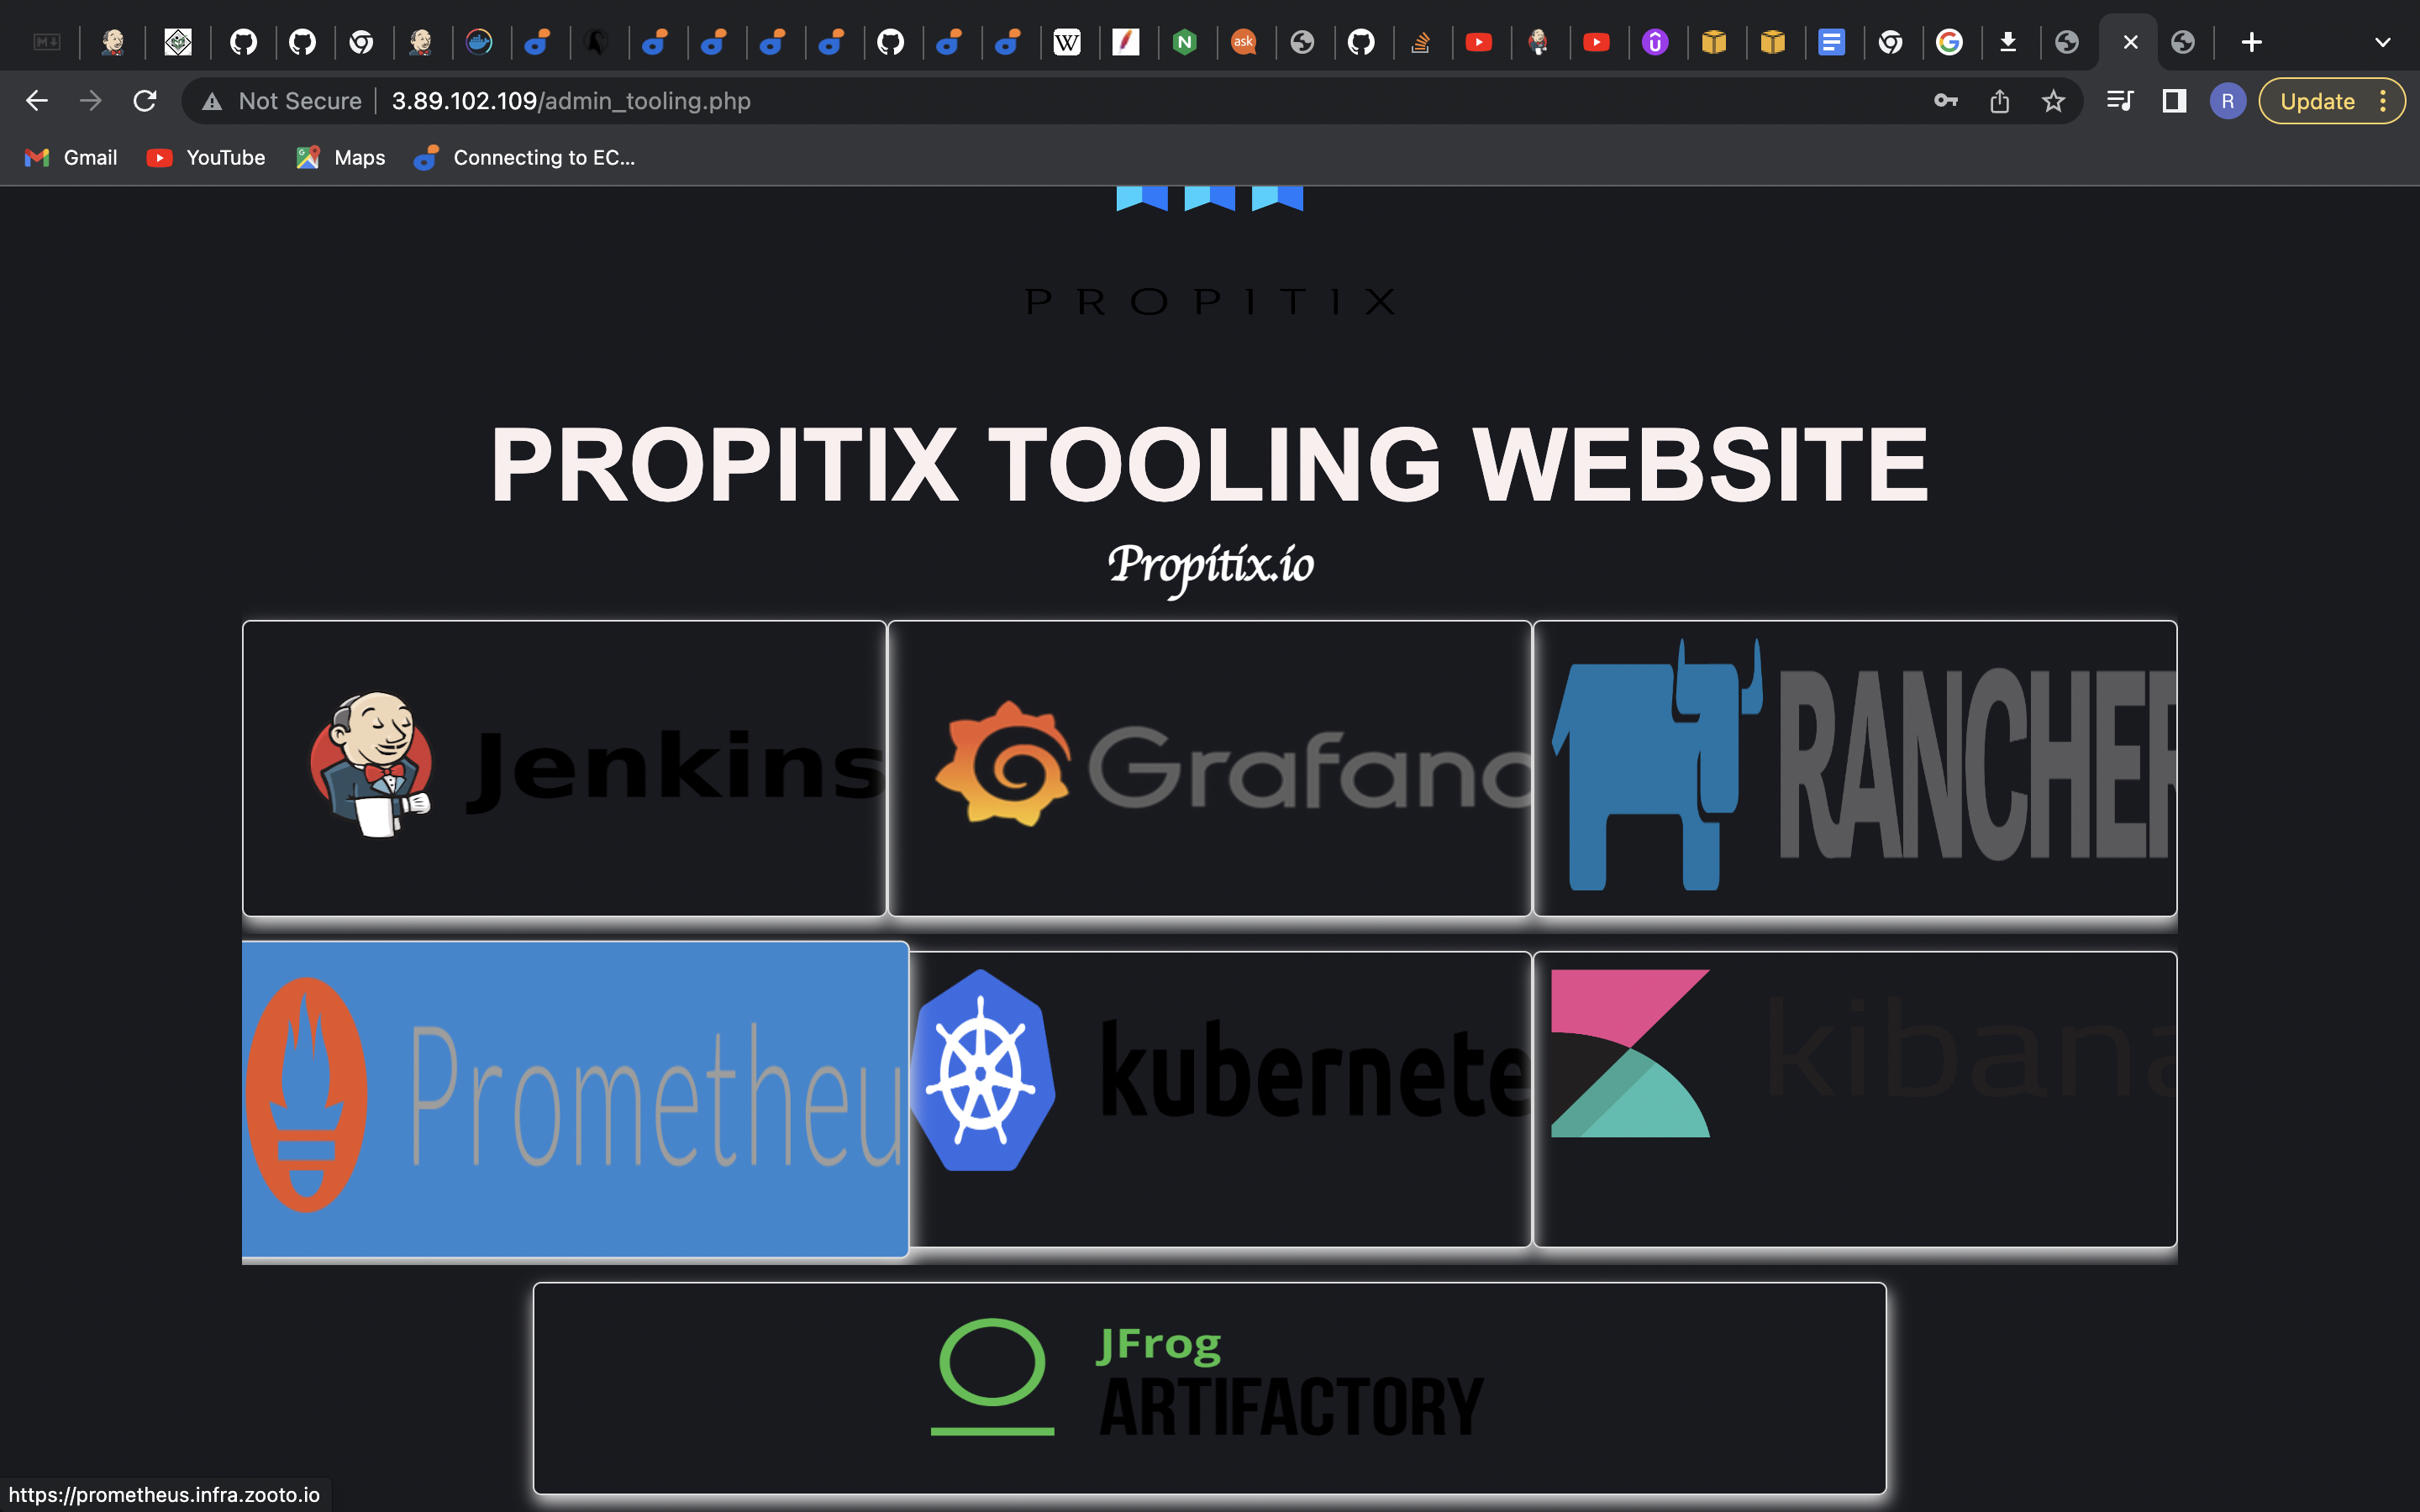 Not Secure 3.89.102.109/admin_tooling.php
R
Update
Gmail YouTube Maps Connecting to EC...
PROPITIX
PROPITIX TOOLING WEBSITE
Propitix.io
Jenkins
Grafana
RANCHER
Prometheu
kubernete
kibana
JFrog
ARTIFACTORY
https://prometheus.infra.zooto.io